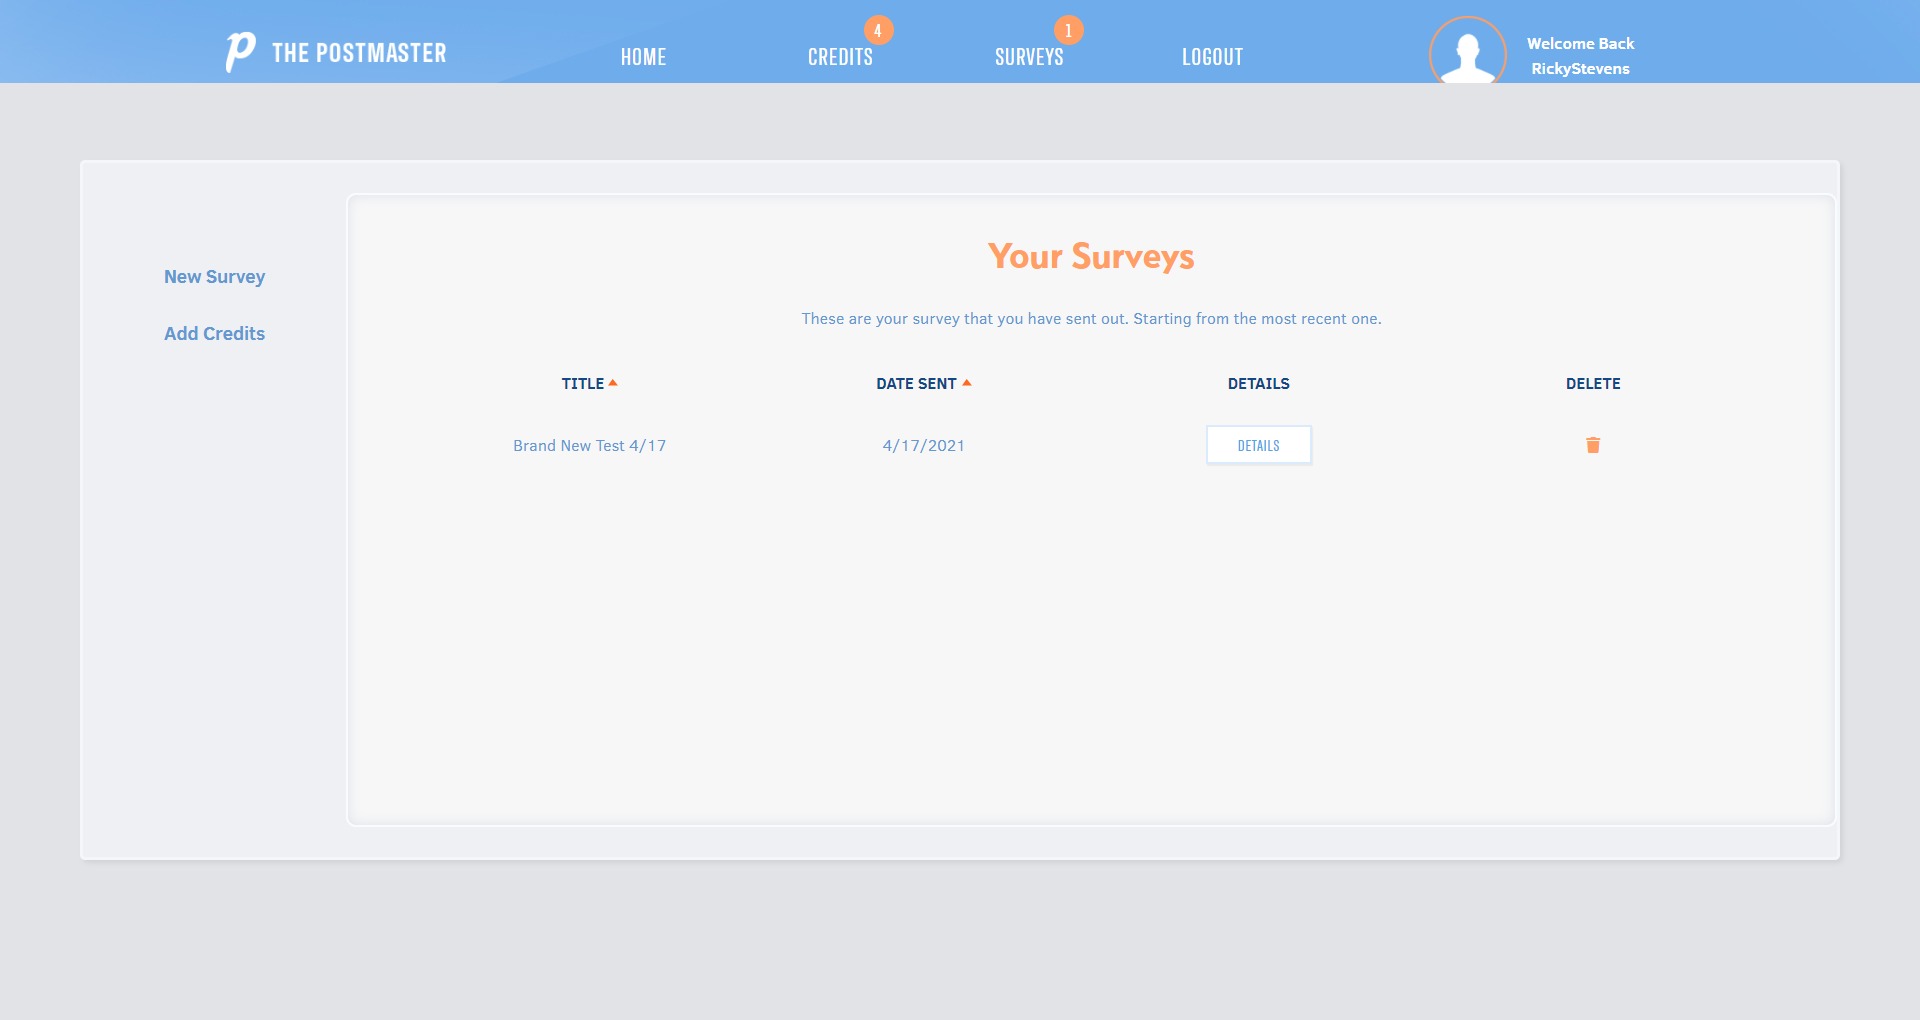 p THE POSTMASTER
HOME
CREDITS 4
SURVEYS 1
LOGOUT
Welcome Back
RickyStevens
New Survey
Add Credits
Your Surveys
These are your survey that you have sent out. Starting from the most recent one.
TITLE DATE SENT DETAILS DELETE
Brand New Test 4/17 4/17/2021 DETAILS